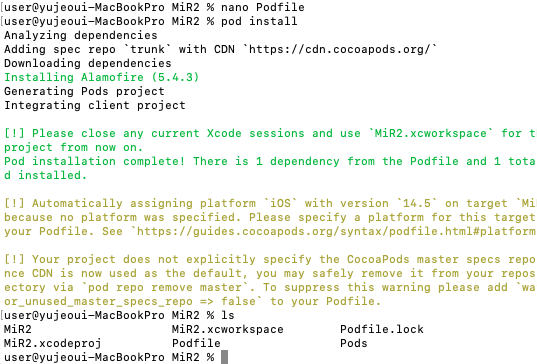 [user@yujeoui-MacBookPro MiR2 % nano Podfile
[user@yujeoui-MacBookPro MiR2 % pod install
Analyzing dependencies
Adding spec repo `trunk` with CDN `https://cdn.cocoapods.org/`
Downloading dependencies
Installing Alamofire (5.4.3)
Generating Pods project
Integrating client project
[!] Please close any current Xcode sessions and use `MiR2.xcworkspace` for t
project from now on.
Pod installation complete! There is 1 dependency from the Podfile and 1 tota
d installed.
[!] Automatically assigning platform `iOS` with version `14.5` on target `Mi
because no platform was specified. Please specify a platform for this target
your Podfile. See `https://guides.cocoapods.org/syntax/podfile.html#platform
[!] Your project does not explicitly specify the CocoaPods master specs repo
nce CDN is now used as the default, you may safely remove it from your repos
ectory via `pod repo remove master`. To suppress this warning please add `wa
or_unused_master_specs_repo => false` to your Podfile.
[user@yujeoui-MacBookPro MiR2 % ls
MiR2 MiR2.xcworkspace Podfile.lock
MiR2.xcodeproj Podfile Pods
user@yujeoui-MacBookPro MiR2 %